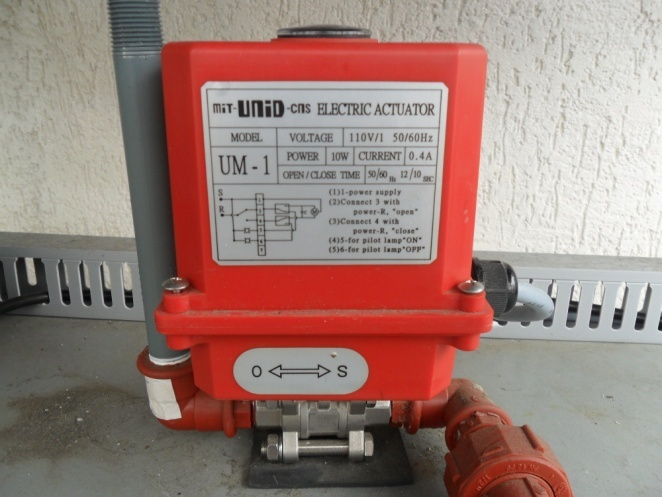 mit-UNID-cns ELECTRIC ACTUATOR
MODEL VOLTAGE 110V/1 50/60Hz
UM-1 POWER 10W CURRENT 0.4A
OPEN/CLOSE TIME 50/60 Hz 12/10 SEC
S
R
(1)1-power supply
(2)Connect 3 with
power-R, "open"
(3)Connect 4 with
power-R, "close"
(4)5-for pilot lamp"ON"
(5)6-for pilot lamp"OPP"
O S